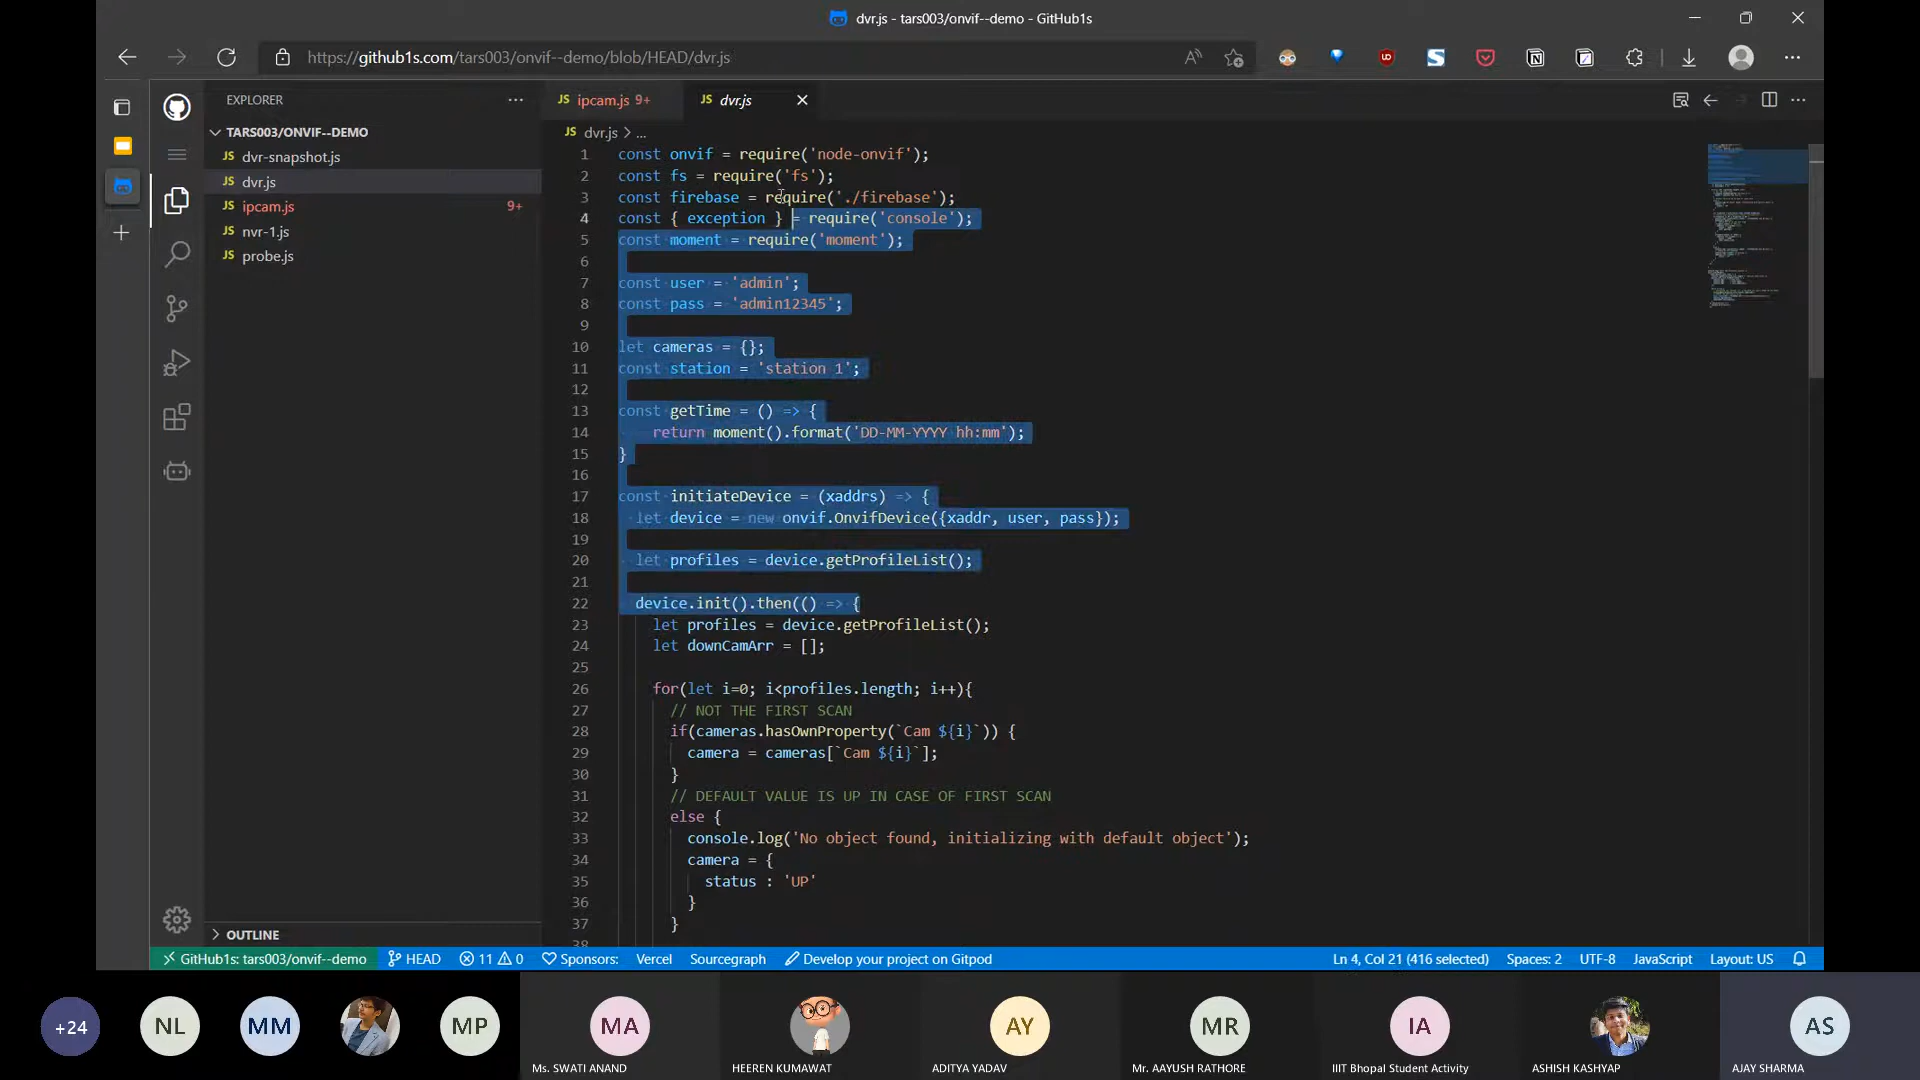 dvr.js - tars003/onvif--demo - GitHub1s
https://github1s.com/tars003/onvif--demo/blob/HEAD/dvr.js
EXPLORER
TARS003/ONVIF--DEMO
JS dvr-snapshot.js
JS dvr.js
JS ipcam.js 9+
JS nvr-1.js
JS probe.js
OUTLINE
JS ipcam.js 9+
JS dvr.js
JS dvr.js > ...
1 const onvif = require('node-onvif');
2 const fs = require('fs');
3 const firebase = require('./firebase');
4 const { exception } = require('console');
5 const moment = require('moment');
6
7 const user = 'admin';
8 const pass = 'admin12345';
9
10 let cameras = {};
11 const station = 'station 1';
12
13 const getTime = () => {
14 return moment().format('DD-MM-YYYY hh:mm');
15 }
16
17 const initiateDevice = (xaddrs) => {
18 let device = new onvif.OnvifDevice({xaddr, user, pass});
19
20 let profiles = device.getProfileList();
21
22 device.init().then(() => {
23 let profiles = device.getProfileList();
24 let downCamArr = [];
25
26 for(let i=0; i<profiles.length; i++){
27 // NOT THE FIRST SCAN
28 if(cameras.hasOwnProperty(`Cam ${i}`)) {
29 camera = cameras[`Cam ${i}`];
30 }
31 // DEFAULT VALUE IS UP IN CASE OF FIRST SCAN
32 else {
33 console.log('No object found, initializing with default object');
34 camera = {
35 status : 'UP'
36 }
37 }
38
GitHub1s: tars003/onvif--demo HEAD 11 0 Sponsors: Vercel Sourcegraph Develop your project on Gitpod Ln 4, Col 21 (416 selected) Spaces: 2 UTF-8 JavaScript Layout: US
+24 NL MM MP MA AY MR IA AS
Ms. SWATI ANAND HEEREN KUMAWAT ADITYA YADAV Mr. AAYUSH RATHORE IIIT Bhopal Student Activity ASHISH KASHYAP AJAY SHARMA